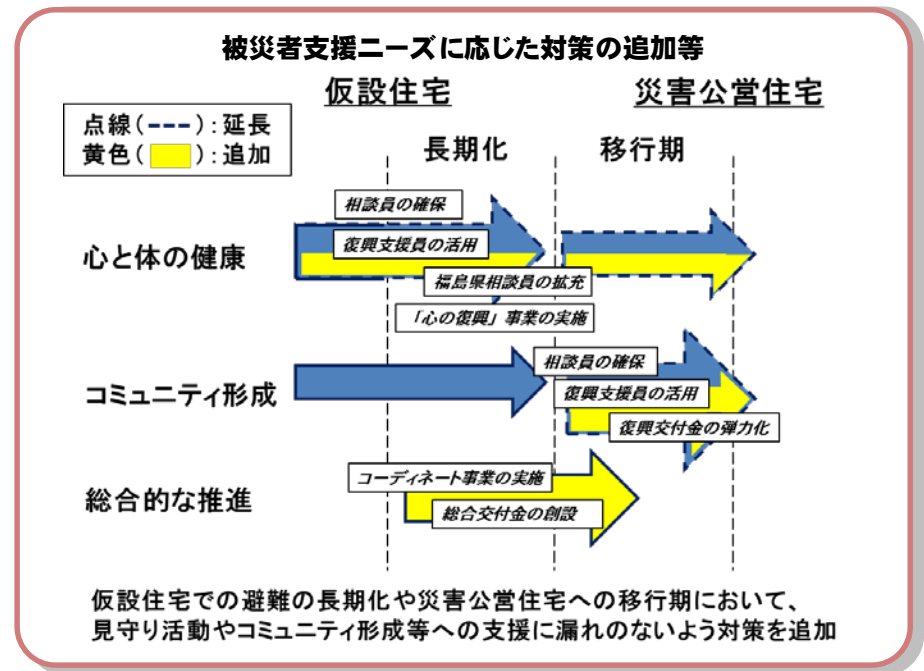 被災者支援ニーズに応じた対策の追加等
仮設住宅
災害公営住宅
点線(---):延長
黄色( ):追加
長期化
移行期
心と体の健康
相談員の確保
復興支援員の活用
福島県相談員の拡充
「心の復興」事業の実施
コミュニティ形成
相談員の確保
復興支援員の活用
復興交付金の弾力化
総合的な推進
コーディネート事業の実施
総合交付金の創設
仮設住宅での避難の長期化や災害公営住宅への移行期において、
見守り活動やコミュニティ形成等への支援に漏れのないよう対策を追加